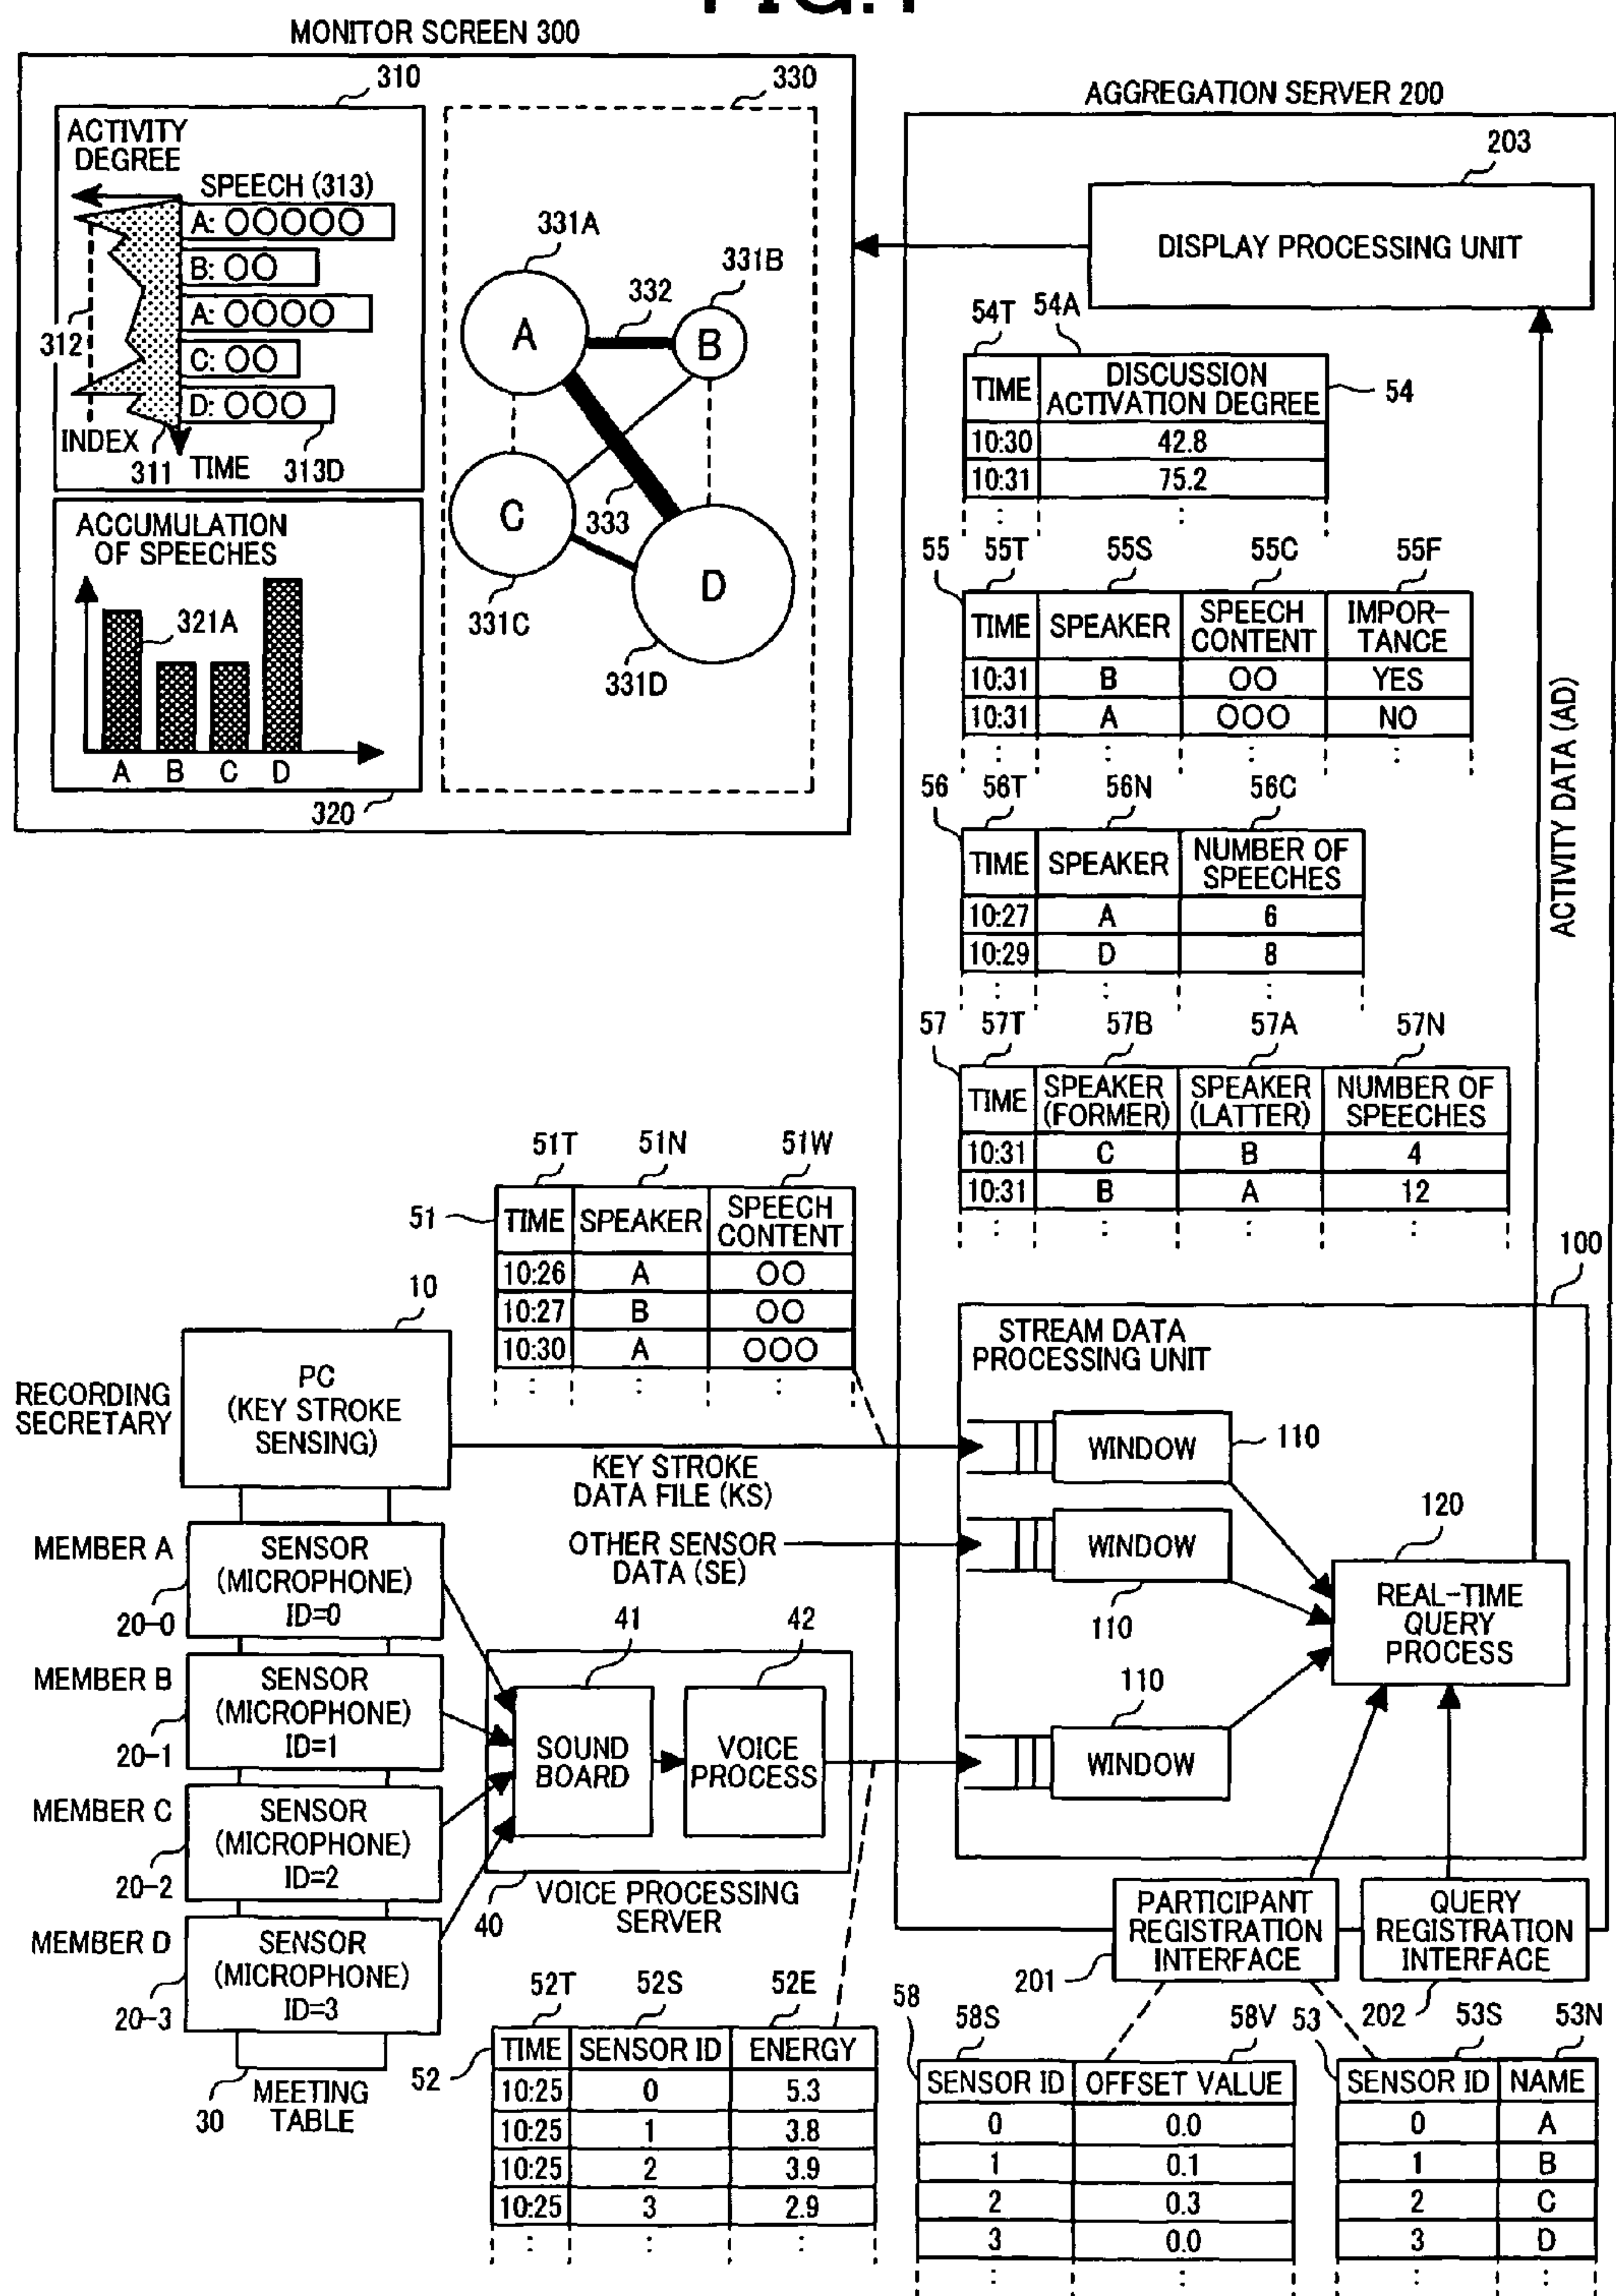 FIG.1
MONITOR SCREEN 300
310
ACTIVITY
DEGREE
SPEECH (313)
A: ○○○○○
B: ○○
A: ○○○○
C: ○○
D: ○○○
312
INDEX
311
TIME
313D
ACCUMULATION
OF SPEECHES
321A
A B C D
320
330
331A
331B
332
A
B
C
D
333
331C
331D
AGGREGATION SERVER 200
203
DISPLAY PROCESSING UNIT
54T 54A
TIME DISCUSSION
ACTIVATION DEGREE
54
10:30 42.8
10:31 75.2
55 55T 55S 55C 55F
TIME SPEAKER SPEECH
CONTENT IMPOR-
TANCE
10:31 B ○○ YES
10:31 A ○○○ NO
ACTIVITY DATA (AD)
56 56T 56N 56C
TIME SPEAKER NUMBER OF
SPEECHES
10:27 A 6
10:29 D 8
57 57T 57B 57A 57N
TIME SPEAKER
(FORMER) SPEAKER
(LATTER) NUMBER OF
SPEECHES
10:31 C B 4
10:31 B A 12
51T 51N 51W
51
TIME SPEAKER SPEECH
CONTENT
10:26 A ○○
10:27 B ○○
10:30 A ○○○
100
STREAM DATA
PROCESSING UNIT
10
RECORDING
SECRETARY
PC
(KEY STROKE
SENSING)
KEY STROKE
DATA FILE (KS)
WINDOW
110
OTHER SENSOR
DATA (SE)
WINDOW
110
120
REAL-TIME
QUERY
PROCESS
110
WINDOW
MEMBER A
SENSOR
(MICROPHONE)
ID=0
20-0
MEMBER B
SENSOR
(MICROPHONE)
ID=1
20-1
MEMBER C
SENSOR
(MICROPHONE)
ID=2
20-2
MEMBER D
SENSOR
(MICROPHONE)
ID=3
20-3
30
MEETING
TABLE
41
42
SOUND
BOARD
VOICE
PROCESS
40
VOICE PROCESSING
SERVER
PARTICIPANT
REGISTRATION
INTERFACE
201
QUERY
REGISTRATION
INTERFACE
202
52T 52S 52E
52
TIME SENSOR ID ENERGY
10:25 0 5.3
10:25 1 3.8
10:25 2 3.9
10:25 3 2.9
58 58S 58V
SENSOR ID OFFSET VALUE
0 0.0
1 0.1
2 0.3
3 0.0
53 53S 53N
SENSOR ID NAME
0 A
1 B
2 C
3 D